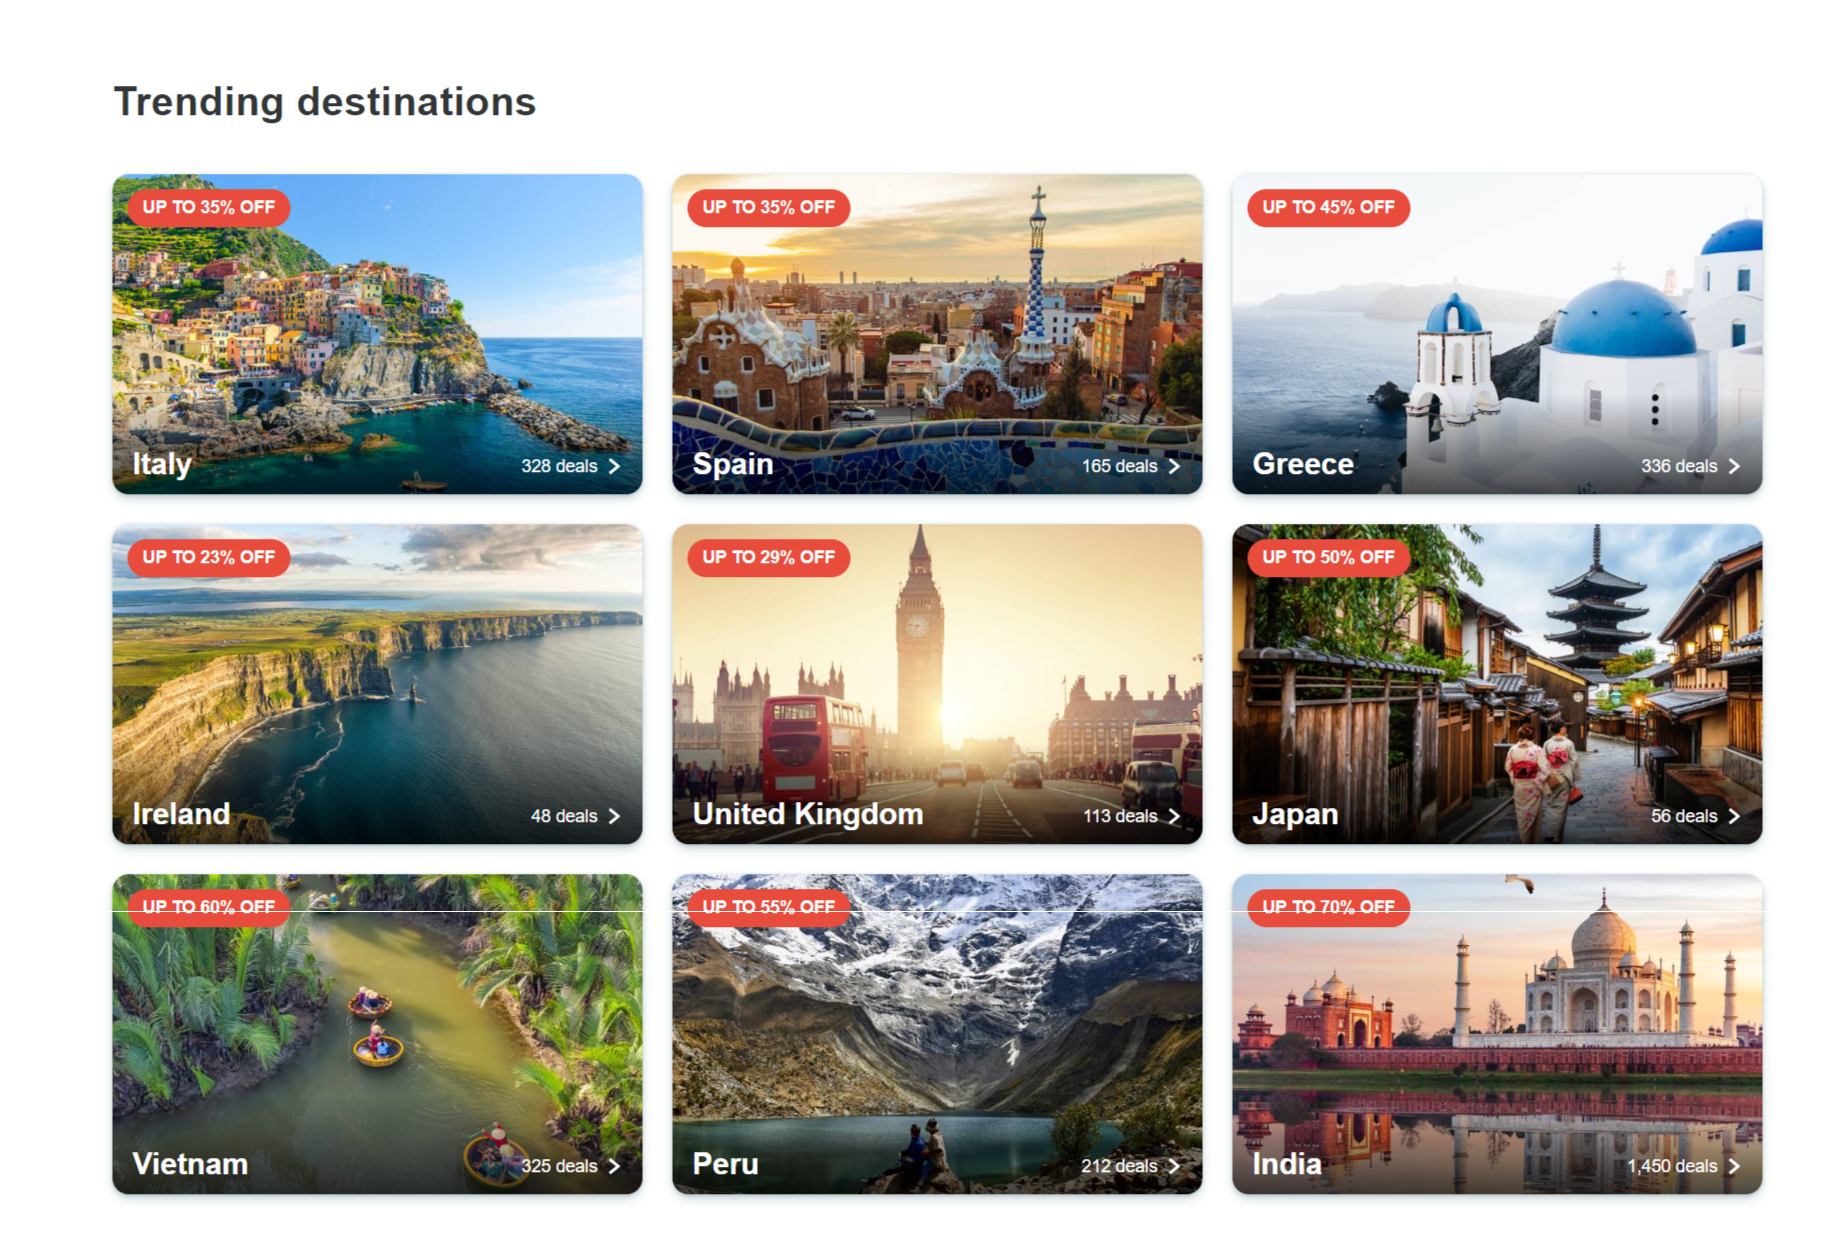 Trending destinations
UP TO 35% OFF
Italy
328 deals
UP TO 35% OFF
Spain
165 deals
UP TO 45% OFF
Greece
336 deals
UP TO 23% OFF
Ireland
48 deals
UP TO 29% OFF
United Kingdom
113 deals
UP TO 50% OFF
Japan
56 deals
UP TO 60% OFF
Vietnam
325 deals
UP TO 55% OFF
Peru
212 deals
UP TO 70% OFF
India
1,450 deals